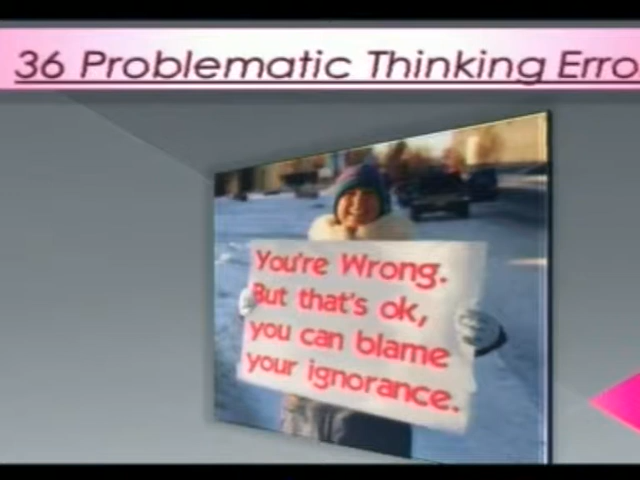 36 Problematic Thinking Erro
You're Wrong.
But that's ok,
you can blame
your ignorance.